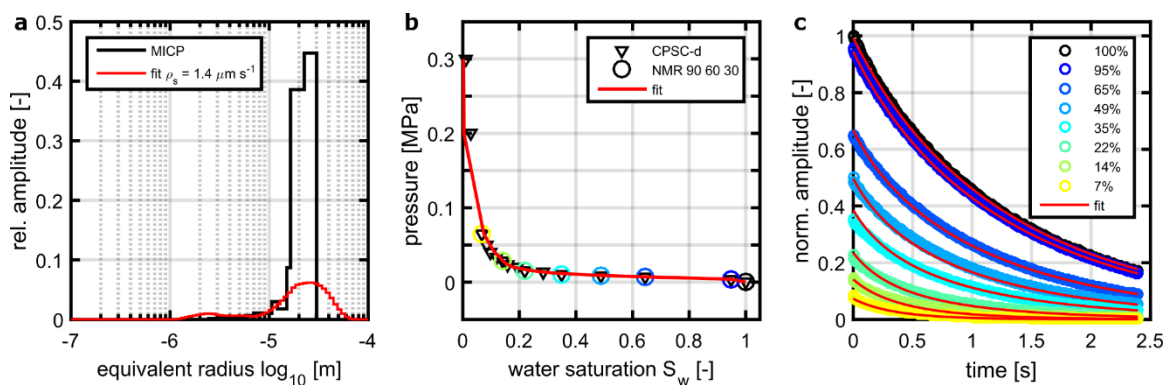 a
MICP
fit ρs = 1.4 μm s-1
rel. amplitude [-]
0.5
0.4
0.3
0.2
0.1
0
-7
-6
-5
-4
equivalent radius log10 [m]
b
CPSC-d
NMR 90 60 30
fit
pressure [MPa]
0.3
0.2
0.1
0
0
0.2
0.4
0.6
0.8
1
water saturation Sw [-]
c
100%
95%
65%
49%
35%
22%
14%
7%
fit
norm. amplitude [-]
1
0.8
0.6
0.4
0.2
0
0
0.5
1
1.5
2
2.5
time [s]